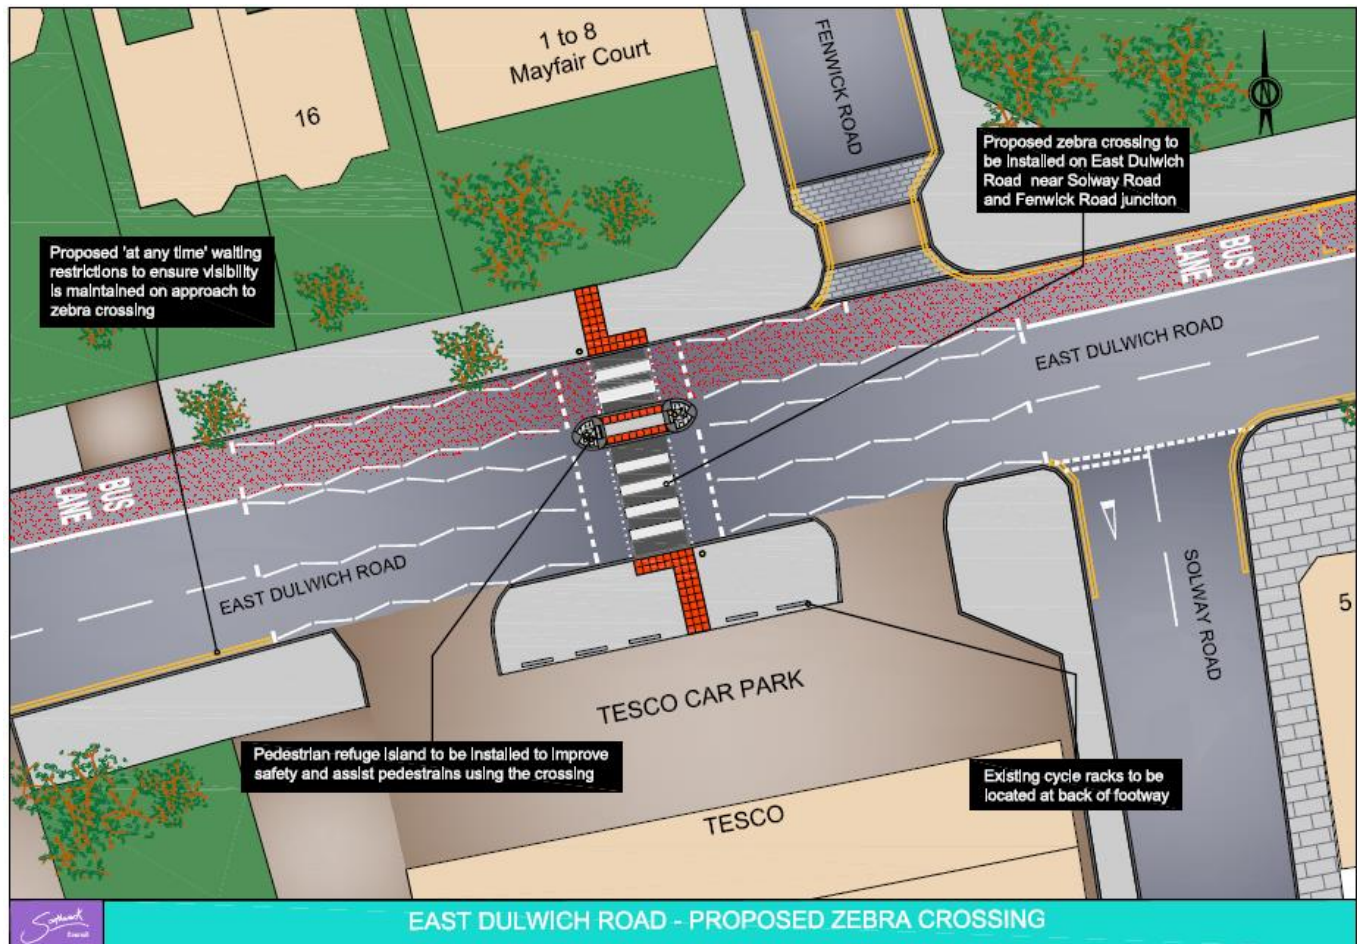 1 to 8
Mayfair Court
16
FENWICK ROAD
Proposed zebra crossing to
be installed on East Dulwich
Road near Solway Road
and Fenwick Road junciton
Proposed 'at any time' waiting
restrictions to ensure visibility
is maintained on approach to
zebra crossing
BUS
LANE
EAST DULWICH ROAD
BUS
LANE
EAST DULWICH ROAD
SOLWAY ROAD
5
TESCO CAR PARK
Pedestrian refuge island to be installed to improve
safety and assist pedestrains using the crossing
Existing cycle racks to be
located at back of footway
TESCO
Southwark
Council
EAST DULWICH ROAD - PROPOSED ZEBRA CROSSING
N